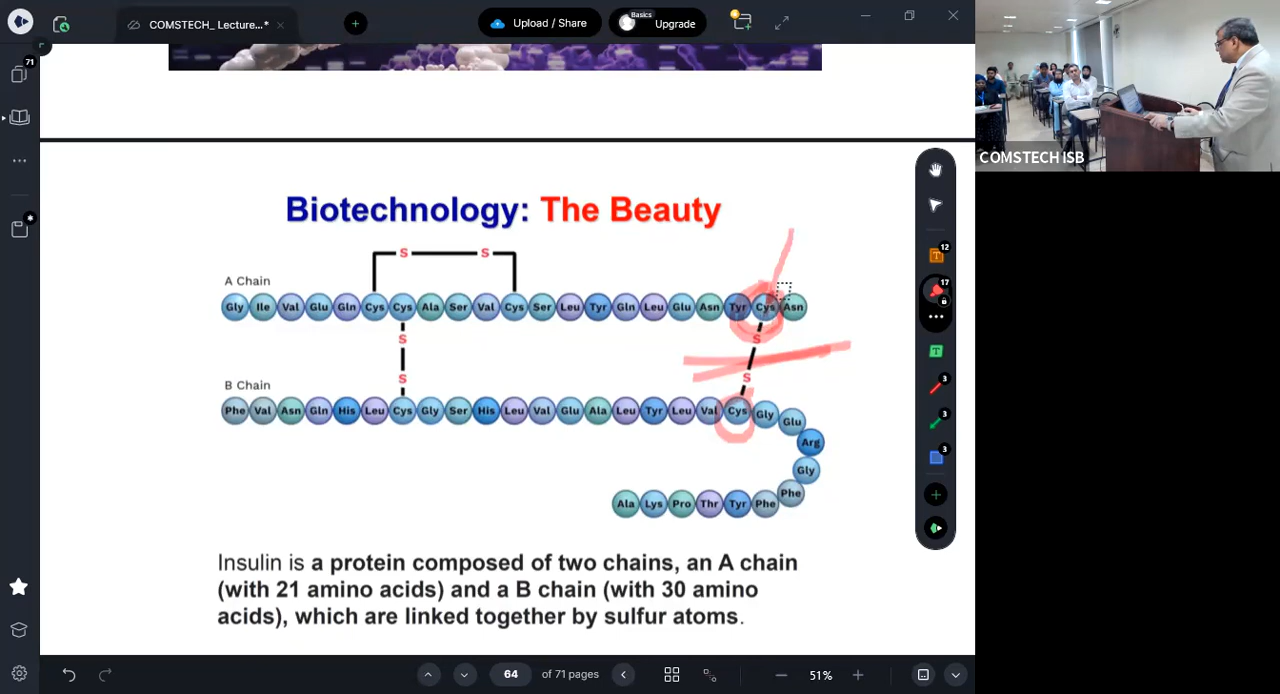 COMSTECH_ Lecture...*
Upload / Share
Basics
Upgrade
71
COMSTECH ISB
Biotechnology: The Beauty
S S
A Chain
Gly Ile Val Glu Gln Cys Cys Ala Ser Val Cys Ser Leu Tyr Gln Leu Glu Asn Tyr Cys Asn
S S
S S
B Chain
Phe Val Asn Gln His Leu Cys Gly Ser His Leu Val Glu Ala Leu Tyr Leu Val Cys Gly Glu
Arg
Gly
Phe
Ala Lys Pro Thr Tyr Phe
Insulin is a protein composed of two chains, an A chain
(with 21 amino acids) and a B chain (with 30 amino
acids), which are linked together by sulfur atoms.
T 12
17
T
3
3
3
64 of 71 pages
51%